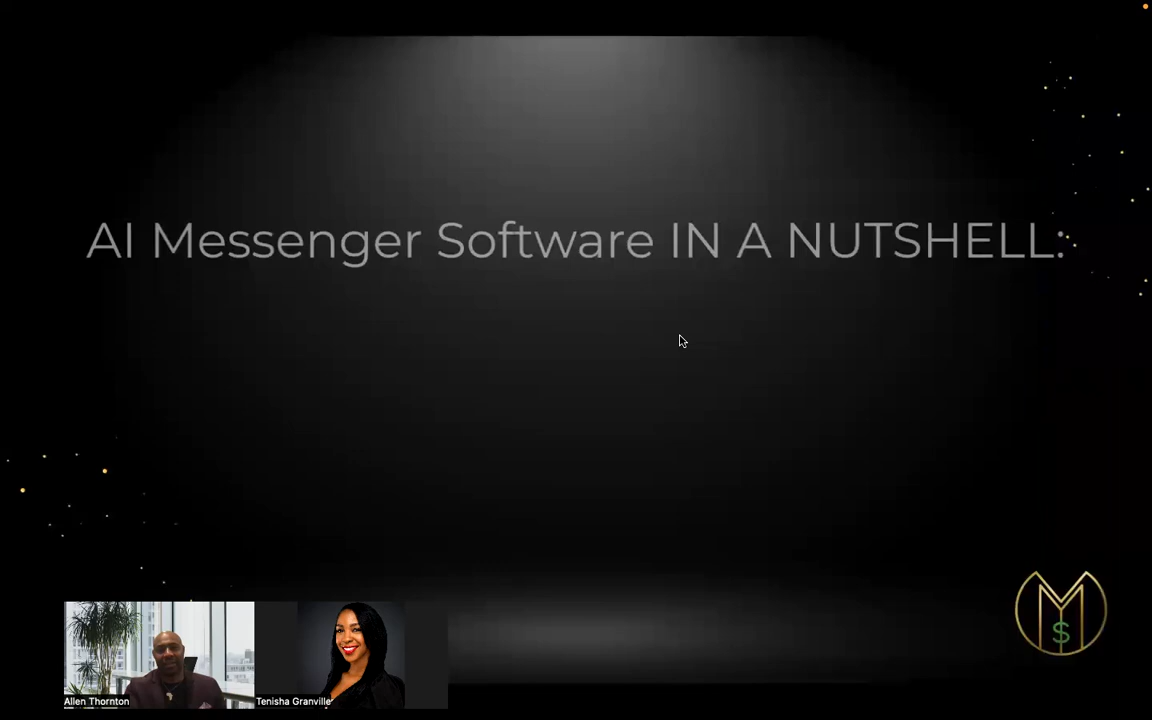 AI Messenger Software IN A NUTSHELL:
M$
Allen Thornton
Tenisha Granville